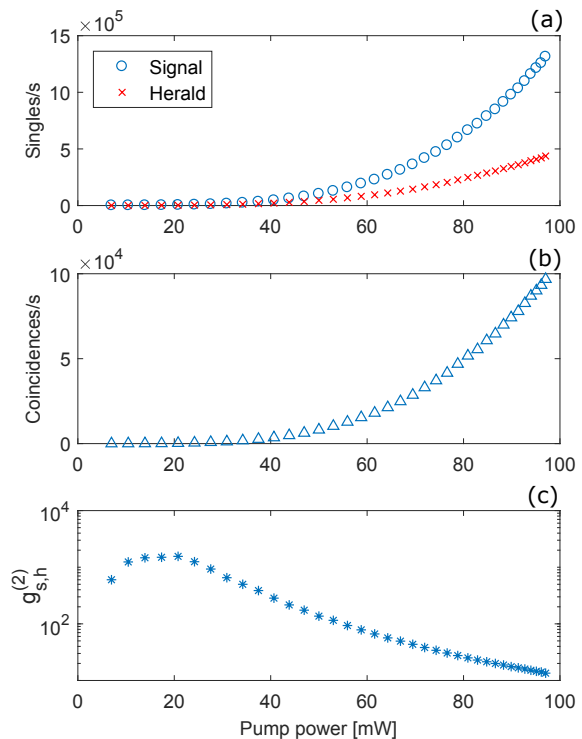 (a)
× 10^5
15
10
5
0
Singles/s
Signal
Herald
0 20 40 60 80 100
(b)
× 10^4
10
5
0
Coincidences/s
0 20 40 60 80 100
(c)
10^4
10^2
g_{s,h}^{(2)}
0 20 40 60 80 100
Pump power [mW]